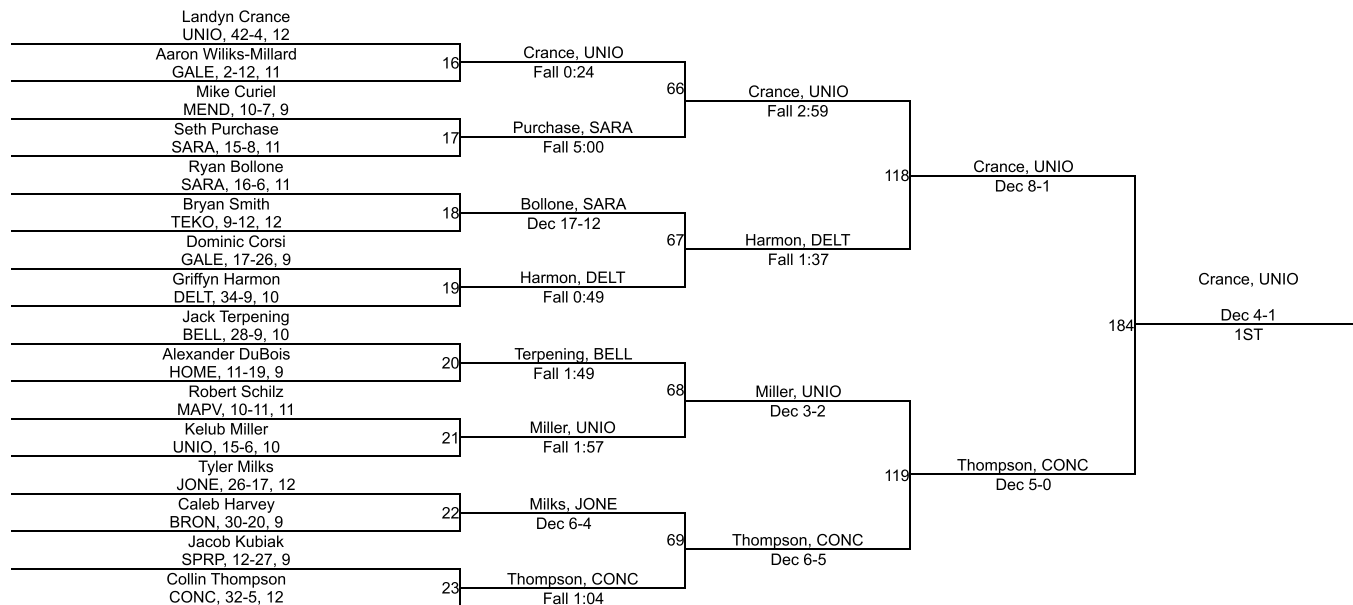 Landyn Crance
UNIO, 42-4, 12
Aaron Wiliks-Millard
GALE, 2-12, 11
Mike Curiel
MEND, 10-7, 9
Seth Purchase
SARA, 15-8, 11
Ryan Bollone
SARA, 16-6, 11
Bryan Smith
TEKO, 9-12, 12
Dominic Corsi
GALE, 17-26, 9
Griffyn Harmon
DELT, 34-9, 10
Jack Terpening
BELL, 28-9, 10
Alexander DuBois
HOME, 11-19, 9
Robert Schilz
MAPV, 10-11, 11
Kelub Miller
UNIO, 15-6, 10
Tyler Milks
JONE, 26-17, 12
Caleb Harvey
BRON, 30-20, 9
Jacob Kubiak
SPRP, 12-27, 9
Collin Thompson
CONC, 32-5, 12
16
17
18
19
20
21
22
23
Crance, UNIO
Fall 0:24
Purchase, SARA
Fall 5:00
Bollone, SARA
Dec 17-12
Harmon, DELT
Fall 0:49
Terpening, BELL
Fall 1:49
Miller, UNIO
Fall 1:57
Milks, JONE
Dec 6-4
Thompson, CONC
Fall 1:04
66
67
68
69
Crance, UNIO
Fall 2:59
Harmon, DELT
Fall 1:37
Miller, UNIO
Dec 3-2
Thompson, CONC
Dec 6-5
118
119
Crance, UNIO
Dec 8-1
Thompson, CONC
Dec 5-0
184
Crance, UNIO
Dec 4-1
1ST